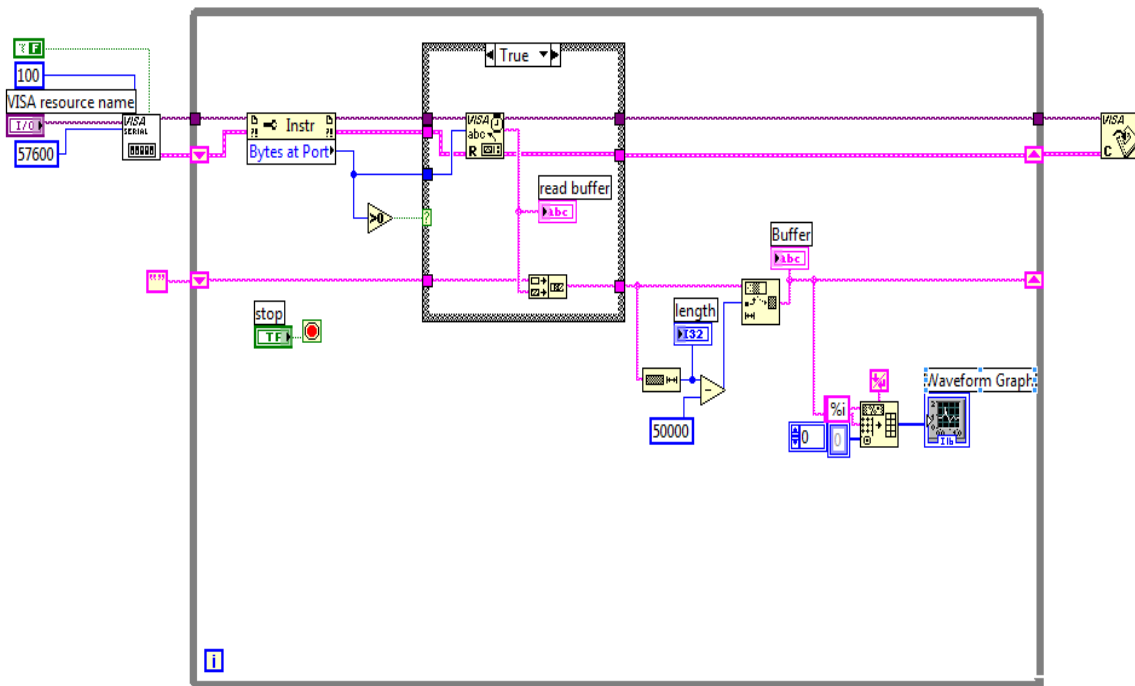 True
? F
100
VISA resource name
I/O
VISA
SERIAL
57600
Instr
Bytes at Port
VISA
abc
R
VISA
C
>0
?
read buffer
abc
Buffer
abc
""
stop
TF
length
I32
-
50000
Waveform Graph
%i
0
0
i